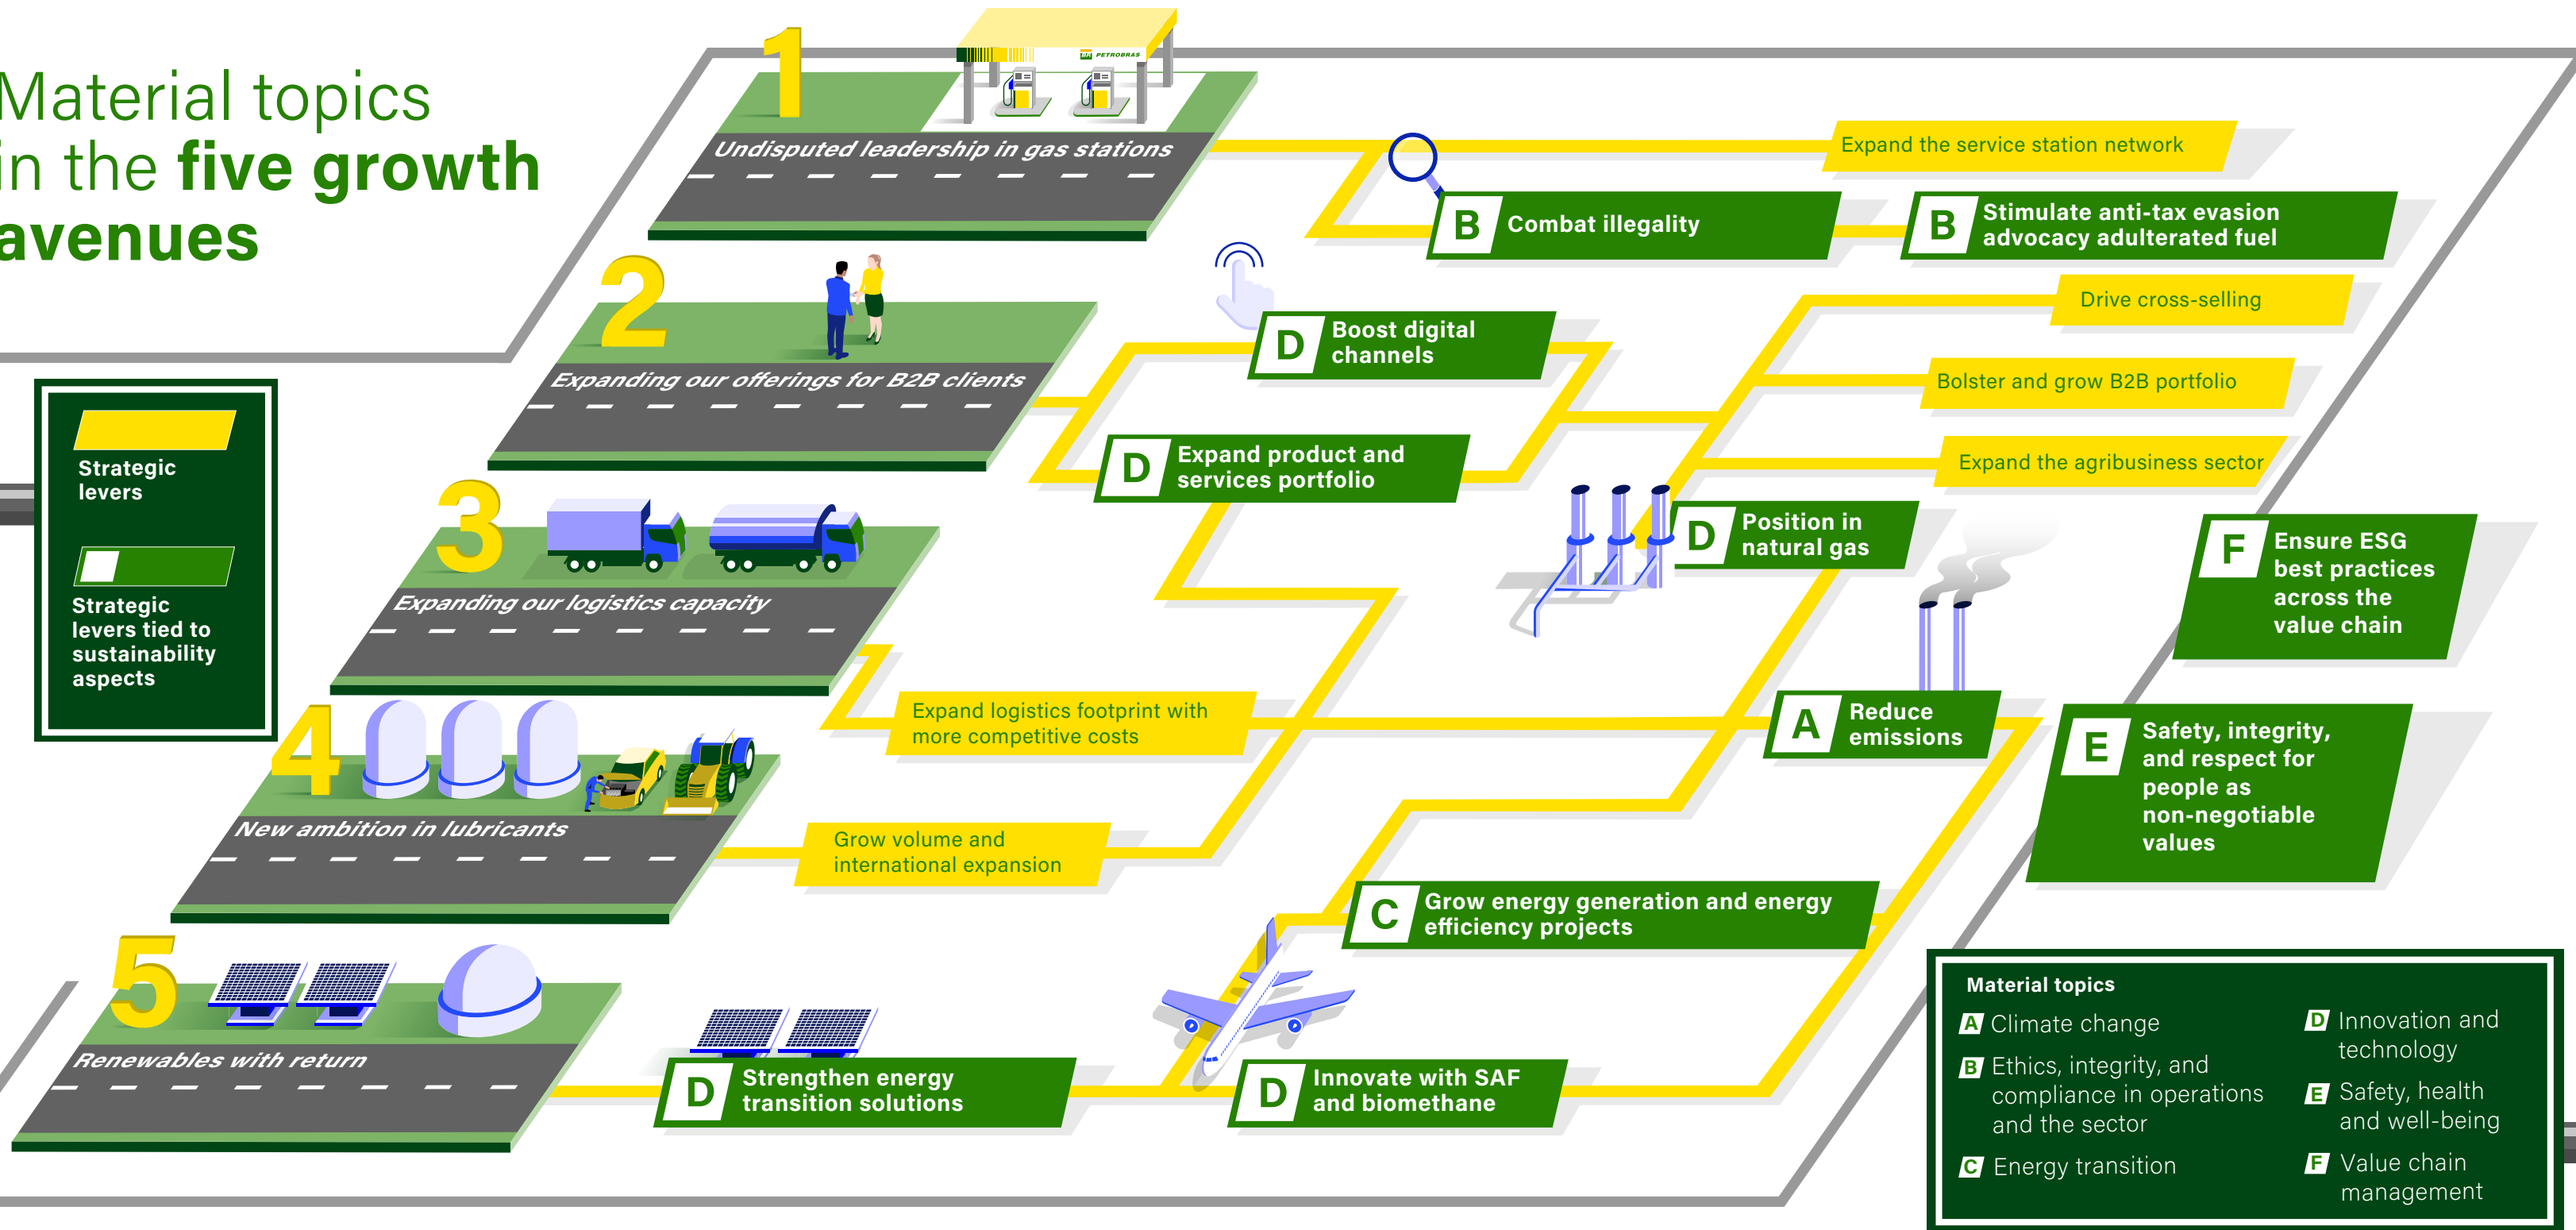 Material topics
in the five growth
avenues
Strategic
levers
Strategic
levers tied to
sustainability
aspects
1
BR PETROBRAS
Undisputed leadership in gas stations
Expand the service station network
B Combat illegality
B Stimulate anti-tax evasion
advocacy adulterated fuel
2
Expanding our offerings for B2B clients
D Boost digital
channels
D Expand product and
services portfolio
Drive cross-selling
Bolster and grow B2B portfolio
Expand the agribusiness sector
D Position in
natural gas
3
Expanding our logistics capacity
Expand logistics footprint with
more competitive costs
A Reduce
emissions
4
New ambition in lubricants
Grow volume and
international expansion
C Grow energy generation and energy
efficiency projects
5
Renewables with return
D Strengthen energy
transition solutions
D Innovate with SAF
and biomethane
F Ensure ESG
best practices
across the
value chain
E Safety, integrity,
and respect for
people as
non-negotiable
values
Material topics
A Climate change
B Ethics, integrity, and
compliance in operations
and the sector
C Energy transition
D Innovation and
technology
E Safety, health
and well-being
F Value chain
management